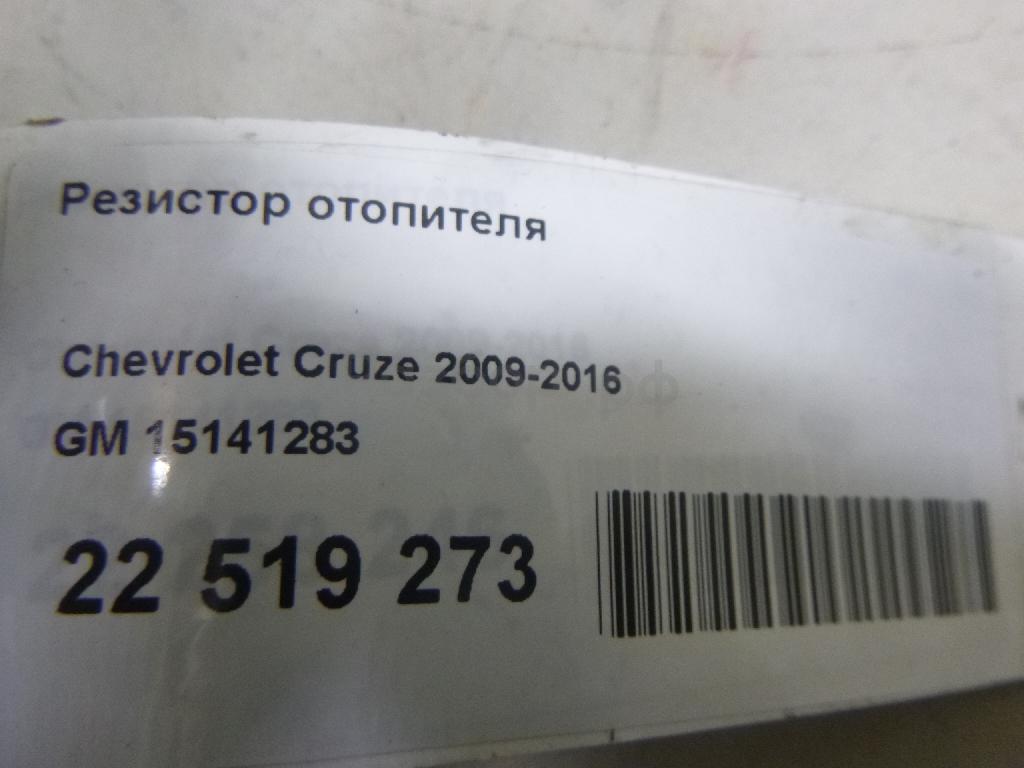 Резистор отопителя
Chevrolet Cruze 2009-2016
GM 15141283
22 519 273